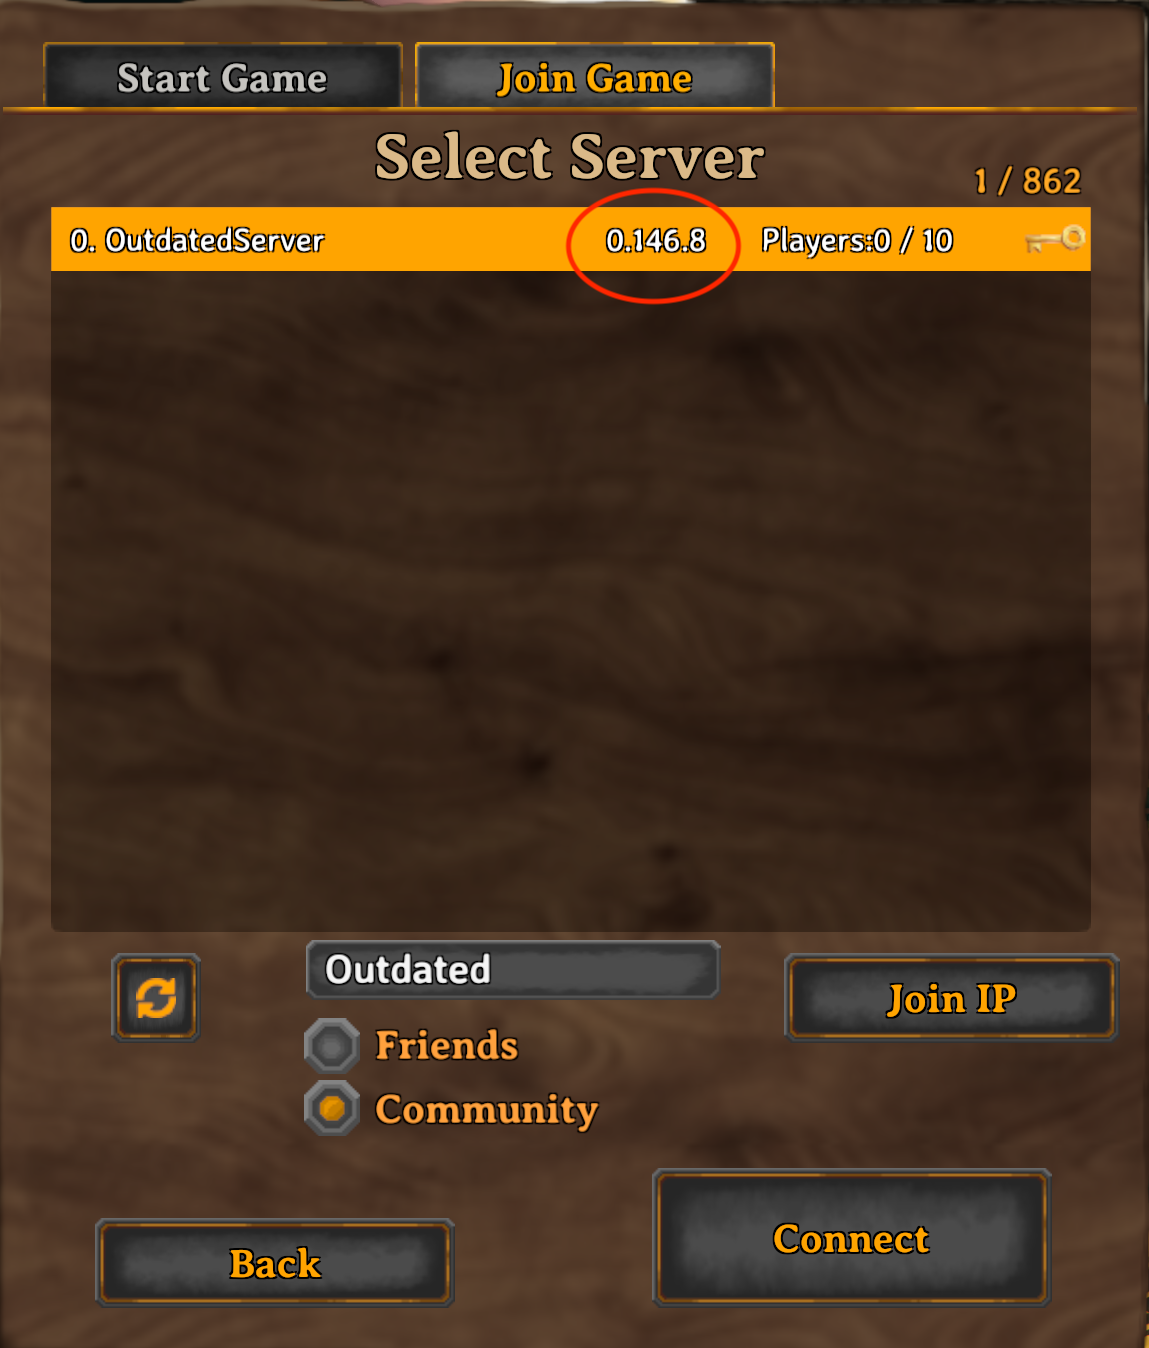 Start Game
Join Game
Select Server
1 / 862
0. OutdatedServer 0.146.8 Players:0 / 10
Outdated
Join IP
Friends
Community
Connect
Back